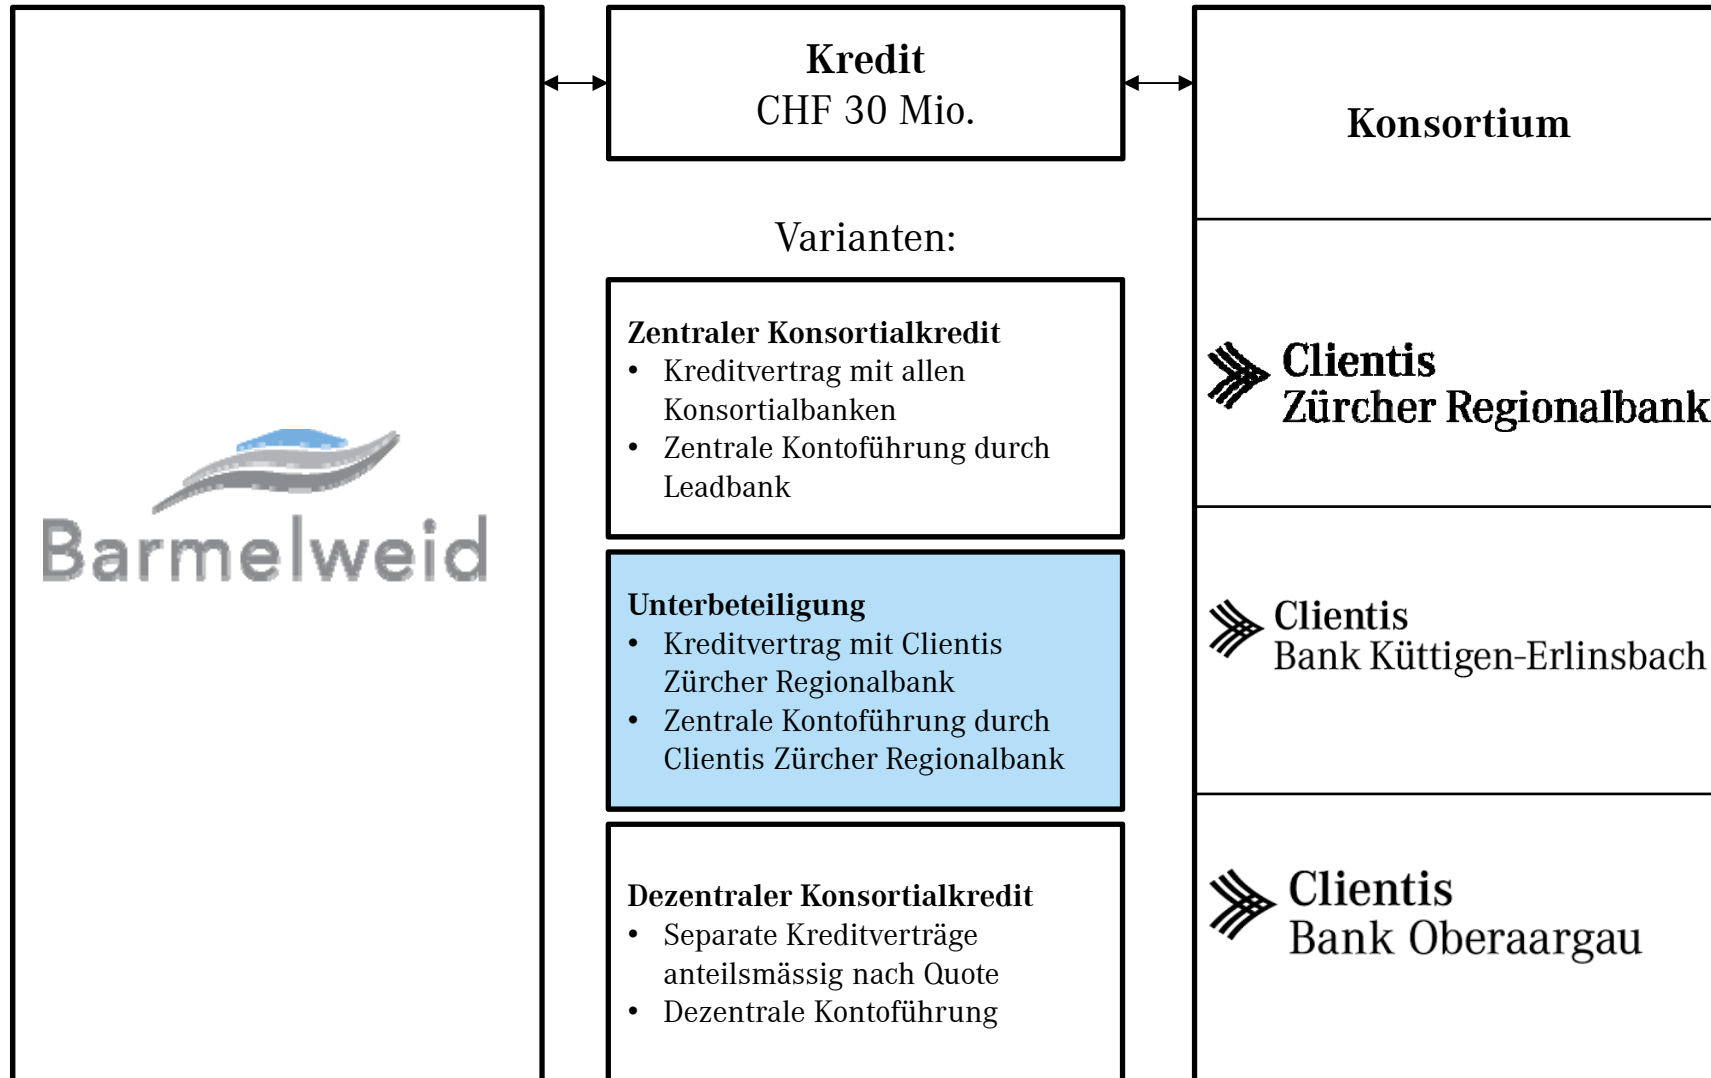 Barmelweid
Kredit
CHF 30 Mio.
Varianten:
Zentraler Konsortialkredit
• Kreditvertrag mit allen
Konsortialbanken
• Zentrale Kontoführung durch
Leadbank
Unterbeteiligung
• Kreditvertrag mit Clientis
Zürcher Regionalbank
• Zentrale Kontoführung durch
Clientis Zürcher Regionalbank
Dezentraler Konsortialkredit
• Separate Kreditverträge
anteilsmässig nach Quote
• Dezentrale Kontoführung
Konsortium
Clientis
Zürcher Regionalbank
Clientis
Bank Küttigen-Erlinsbach
Clientis
Bank Oberaargau